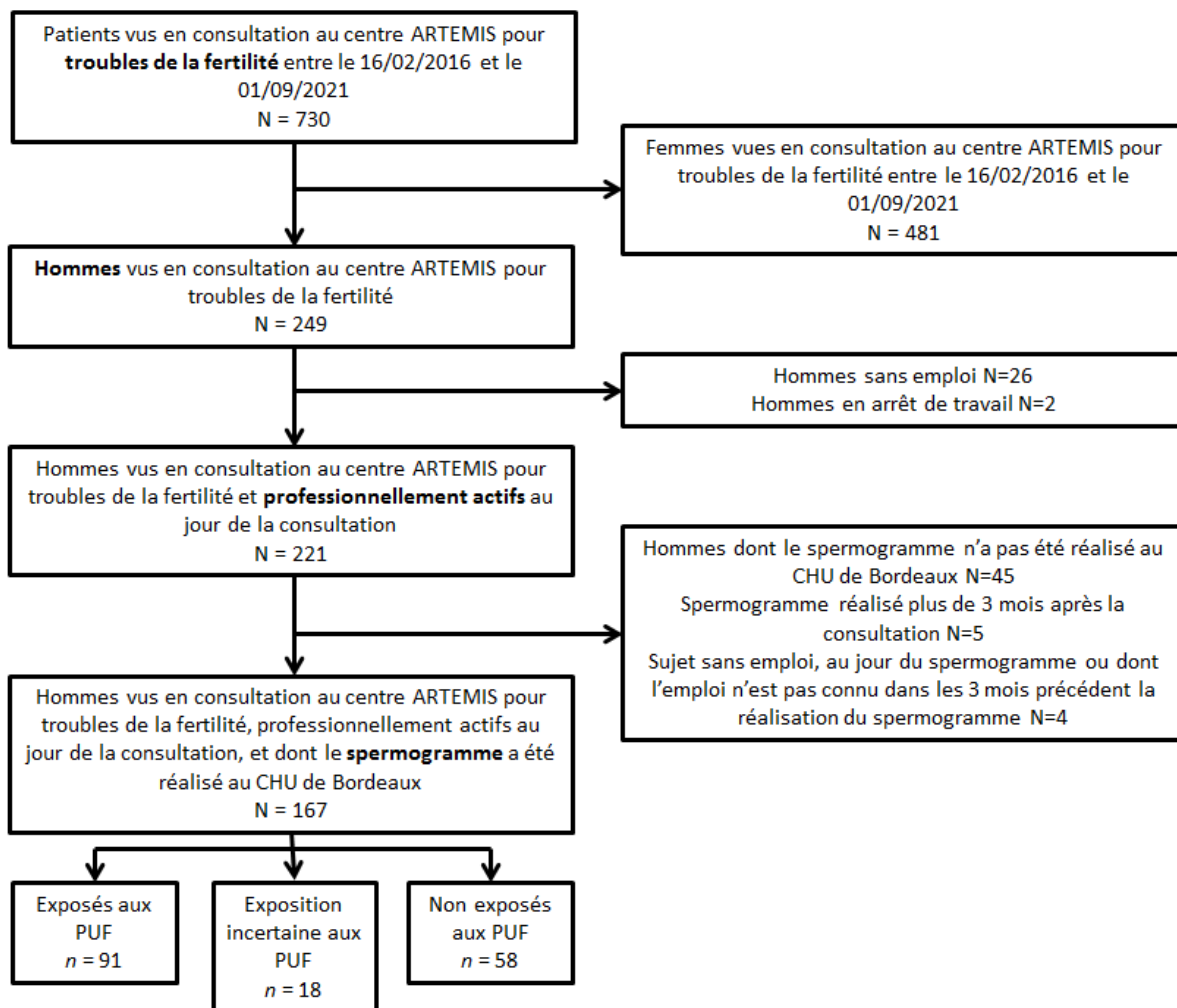 Patients vus en consultation au centre ARTEMIS pour
troubles de la fertilité entre le 16/02/2016 et le
01/09/2021
N = 730
Femmes vues en consultation au centre ARTEMIS pour
troubles de la fertilité entre le 16/02/2016 et le
01/09/2021
N = 481
Hommes vus en consultation au centre ARTEMIS pour
troubles de la fertilité
N = 249
Hommes sans emploi N=26
Hommes en arrêt de travail N=2
Hommes vus en consultation au centre ARTEMIS pour
troubles de la fertilité et professionnellement actifs au
jour de la consultation
N = 221
Hommes dont le spermogramme n'a pas été réalisé au
CHU de Bordeaux N=45
Spermogramme réalisé plus de 3 mois après la
consultation N=5
Sujet sans emploi, au jour du spermogramme ou dont
l'emploi n'est pas connu dans les 3 mois précédent la
réalisation du spermogramme N=4
Hommes vus en consultation au centre ARTEMIS pour
troubles de la fertilité, professionnellement actifs au
jour de la consultation, et dont le spermogramme a été
réalisé au CHU de Bordeaux
N = 167
Exposés aux
PUF
n = 91
Exposition
incertaine aux
PUF
n = 18
Non exposés
aux PUF
n = 58